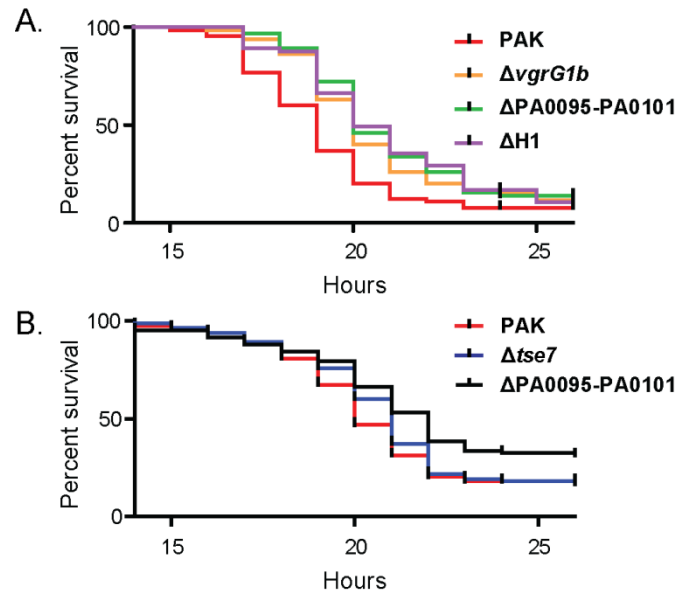 A.
Percent survival
100
50
0
15
20
25
Hours
PAK
ΔvgrG1b
ΔPA0095-PA0101
ΔH1
B.
Percent survival
100
50
0
15
20
25
Hours
PAK
Δtse7
ΔPA0095-PA0101